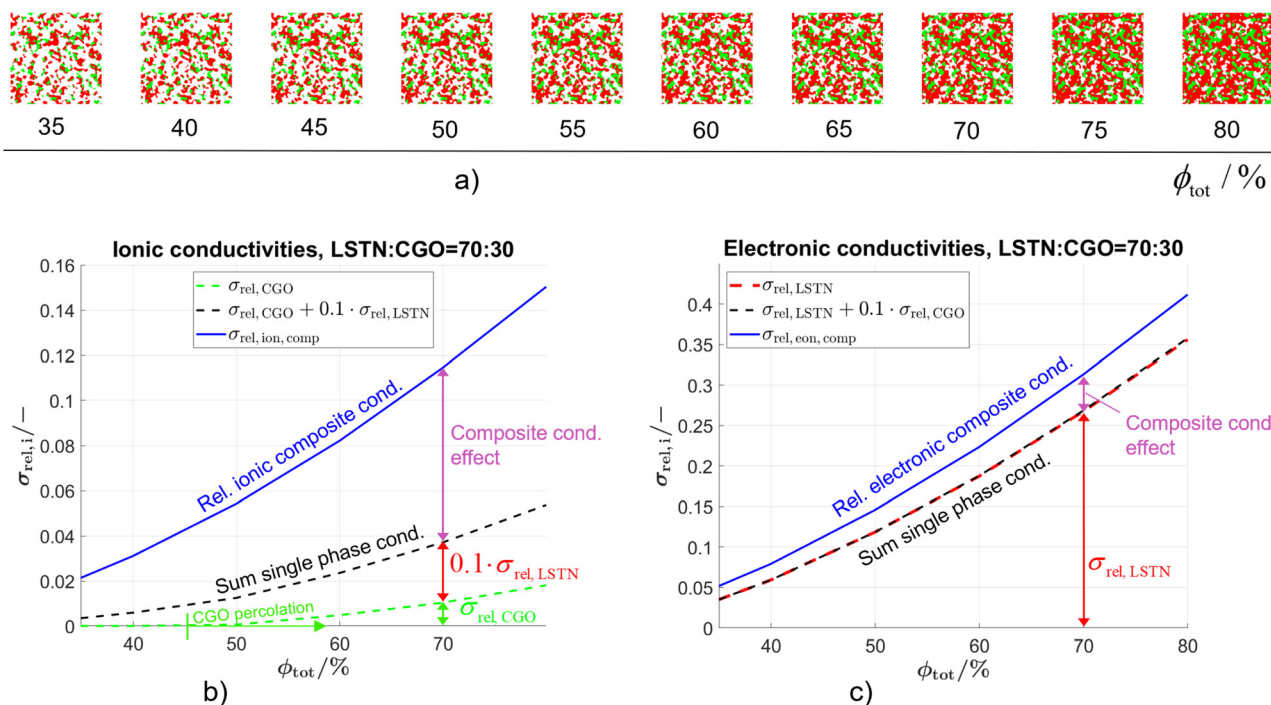 35 40 45 50 55 60 65 70 75 80
a)
ϕtot / %
Ionic conductivities, LSTN:CGO=70:30
0.16
0.14
0.12
0.1
0.08
0.06
0.04
0.02
0
σrel,i/—
σrel,CGO
σrel,CGO + 0.1 · σrel,LSTN
σrel,ion,comp
Rel. ionic composite cond.
Composite cond.
effect
Sum single phase cond.
0.1·σrel,LSTN
CGO percolation
σrel,CGO
40 50 60 70
ϕtot/%
b)
Electronic conductivities, LSTN:CGO=70:30
0.4
0.35
0.3
0.25
0.2
0.15
0.1
0.05
0
σrel,i/—
σrel,LSTN
σrel,LSTN + 0.1 · σrel,CGO
σrel,eon,comp
Rel. electronic composite cond.
Composite cond
effect
Sum single phase cond.
σrel,LSTN
40 50 60 70 80
ϕtot/%
c)